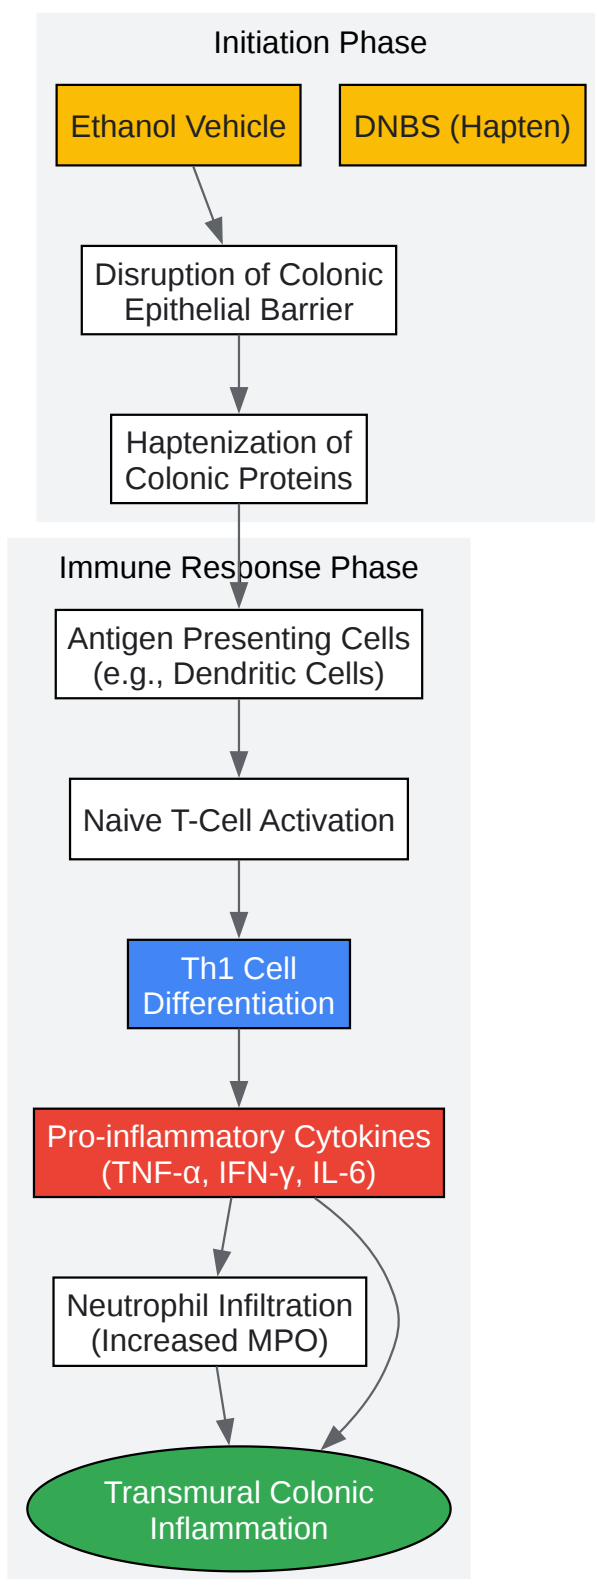 Initiation Phase
Ethanol Vehicle
DNBS (Hapten)
Disruption of Colonic
Epithelial Barrier
Haptenization of
Colonic Proteins
Immune Response Phase
Antigen Presenting Cells
(e.g., Dendritic Cells)
Naive T-Cell Activation
Th1 Cell
Differentiation
Pro-inflammatory Cytokines
(TNF-α, IFN-γ, IL-6)
Neutrophil Infiltration
(Increased MPO)
Transmural Colonic
Inflammation